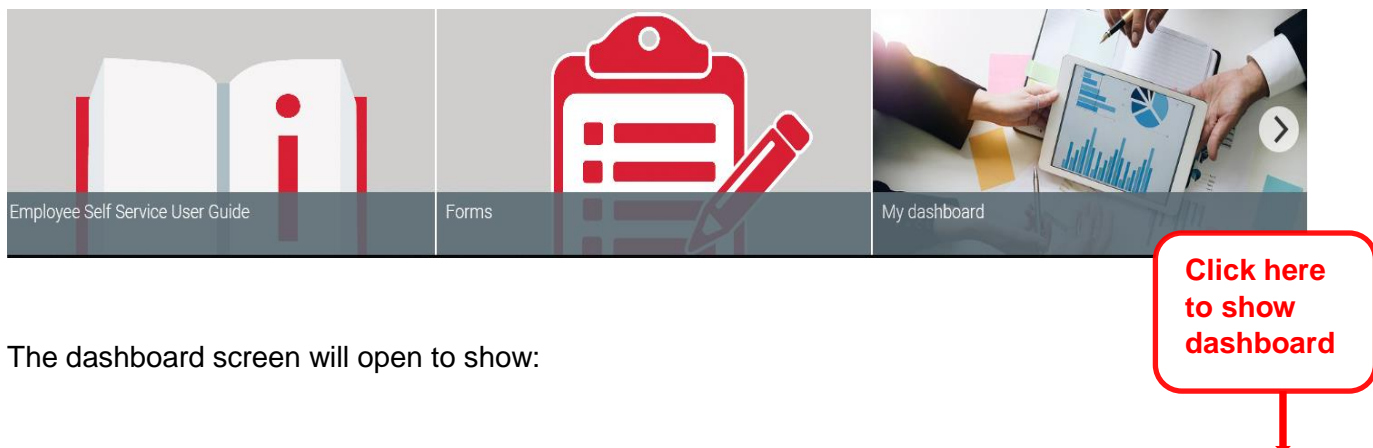 Employee Self Service User Guide
Forms
My dashboard
Click here
to show
dashboard
The dashboard screen will open to show: